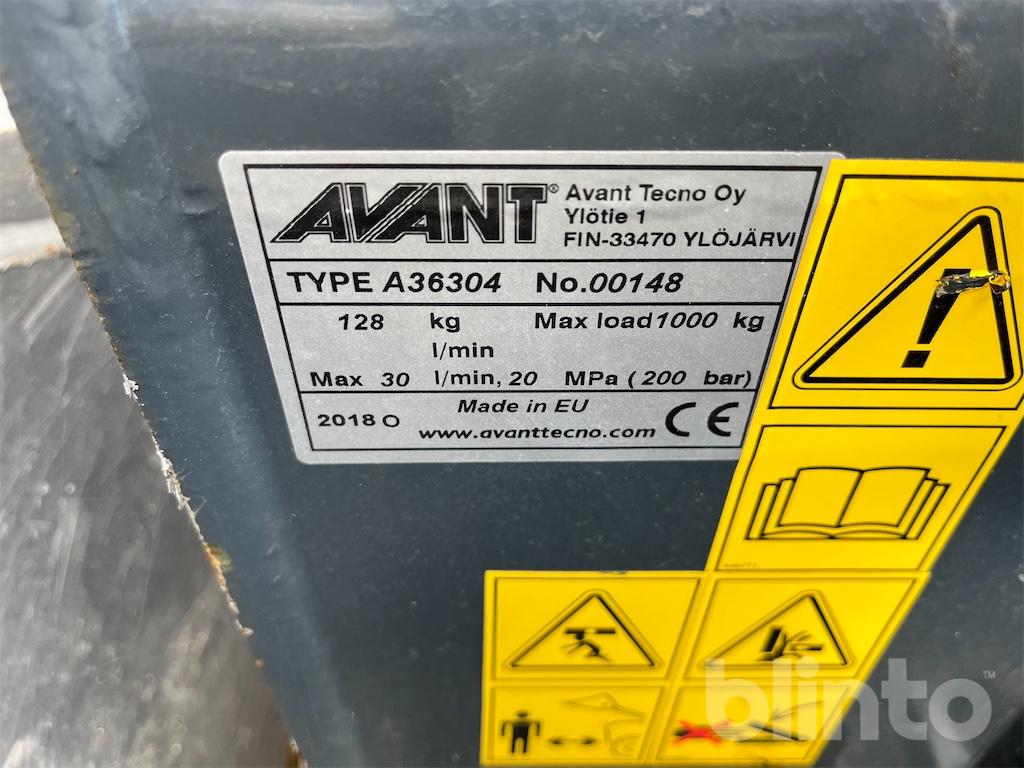 AVANT®
Avant Tecno Oy
Ylötie 1
FIN-33470 YLÖJÄRVI
TYPE A36304 No.00148
128 kg Max load 1000 kg
l/min
Max 30 l/min, 20 MPa (200 bar)
2018 O Made in EU
www.avanttecno.com CE
blinto™